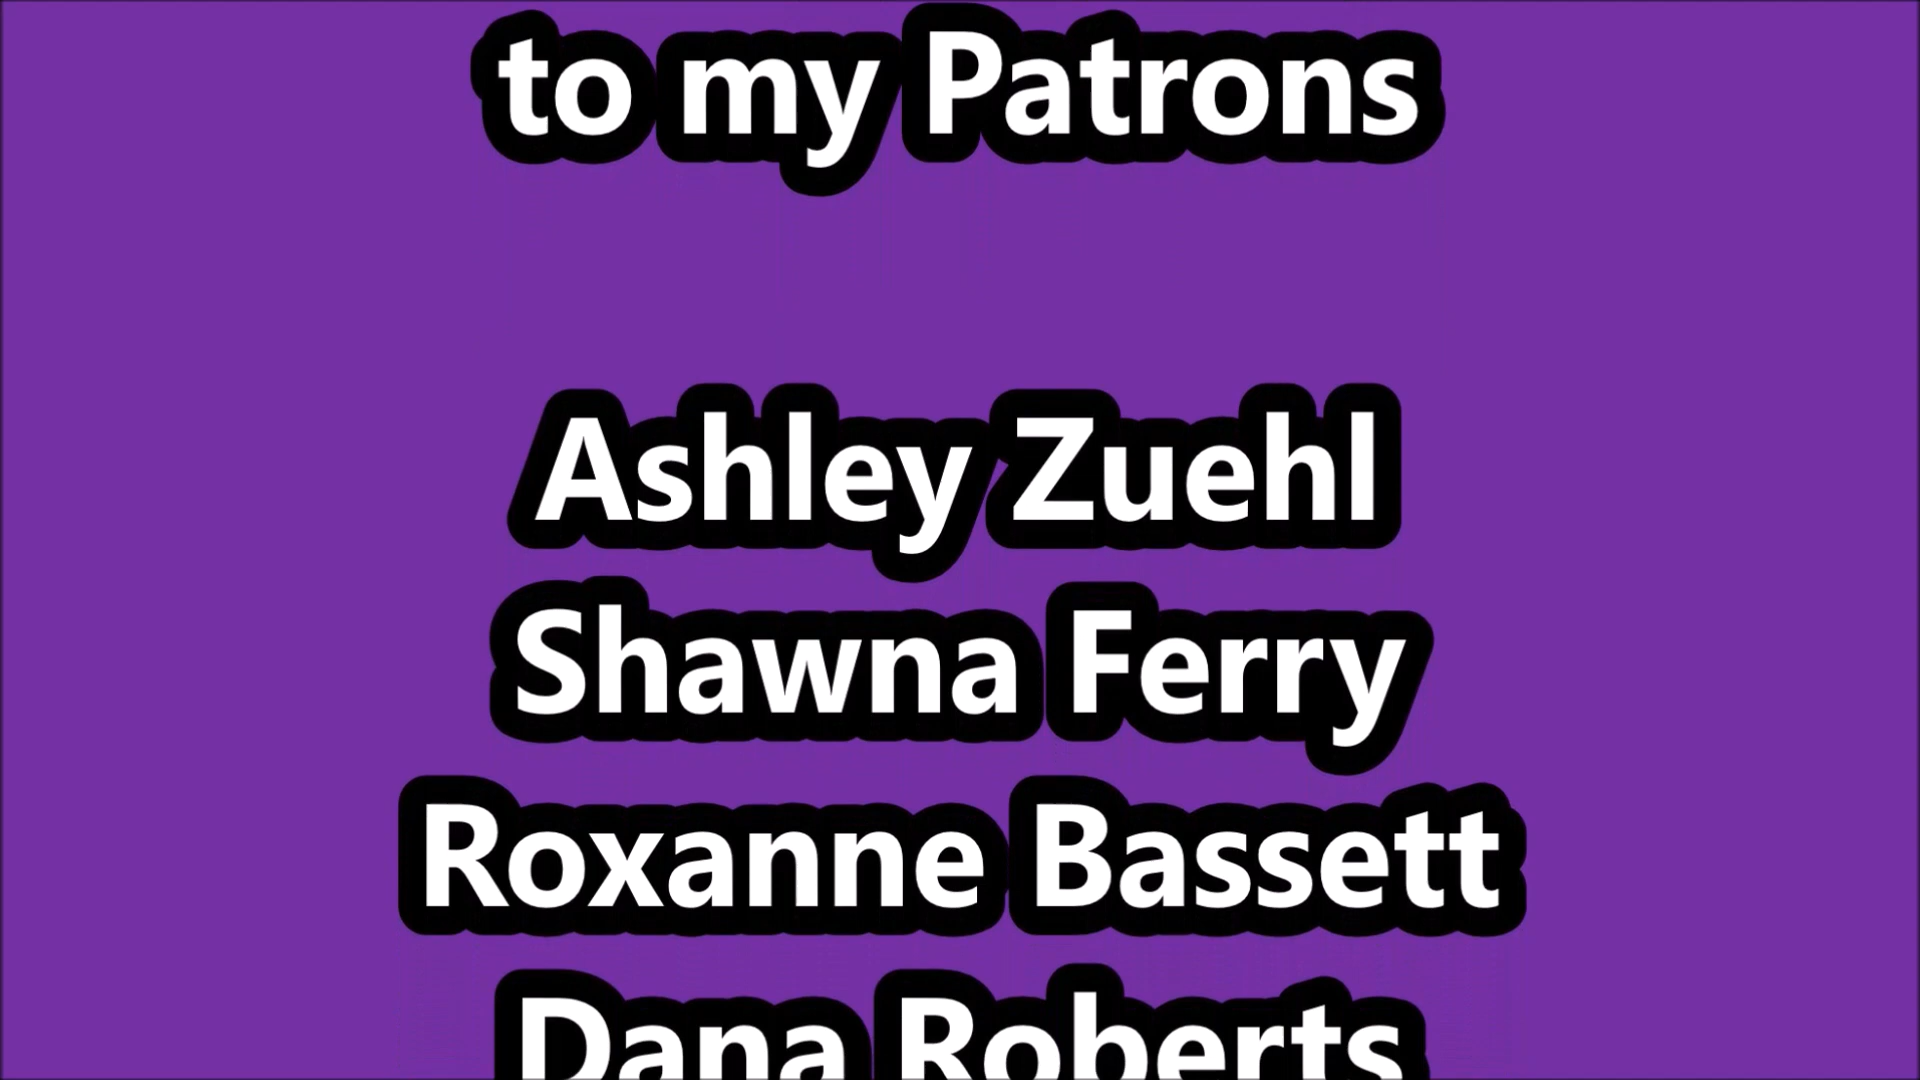 to my Patrons
Ashley Zuehl
Shawna Ferry
Roxanne Bassett
Dana Roberts